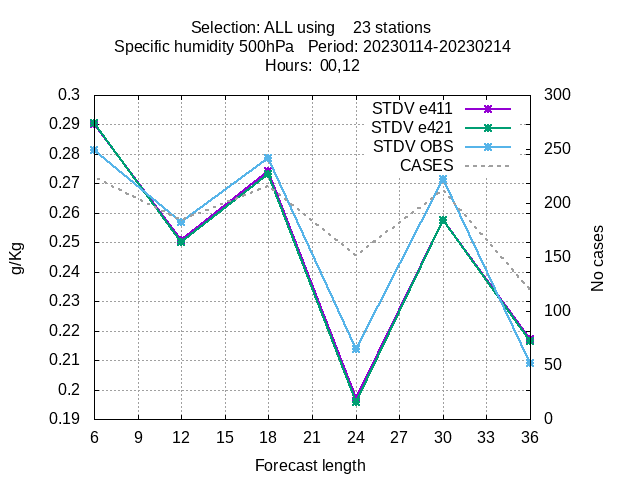 Selection: ALL using 23 stations
Specific humidity 500hPa Period: 20230114-20230214
Hours: 00,12
STDV e411
STDV e421
STDV OBS
CASES
0.3
0.29
0.28
0.27
0.26
0.25
0.24
0.23
0.22
0.21
0.2
0.19
g/Kg
300
250
200
150
100
50
0
No cases
6 9 12 15 18 21 24 27 30 33 36
Forecast length